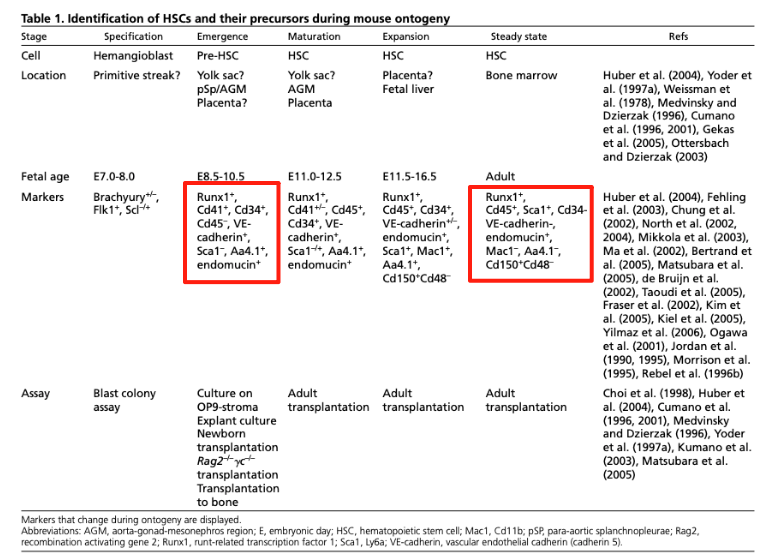 Table 1. Identification of HSCs and their precursors during mouse ontogeny
Stage Specification Emergence Maturation Expansion Steady state Refs
Cell Hemangioblast Pre-HSC HSC HSC HSC
Location Primitive streak? Yolk sac? Yolk sac? Placenta? Bone marrow Huber et al. (2004), Yoder et
pSp/AGM AGM Fetal liver al. (1997a), Weissman et
Placenta? Placenta al. (1978), Medvinsky and
Dzierzak (1996), Cumano
et al. (1996, 2001), Gekas
et al. (2005), Ottersbach
and Dzierzak (2003)
Fetal age E7.0-8.0 E8.5-10.5 E11.0-12.5 E11.5-16.5 Adult
Markers Brachyury⁺/⁻, Runx1⁺, Runx1⁺, Runx1⁺, Runx1⁺, Huber et al. (2004), Fehling
Flk1⁺, Scl⁻/⁺ Cd41⁺, Cd34⁺, Cd41⁺/⁻, Cd45⁺, Cd45⁺, Cd34⁺, Cd45⁺, Sca1⁺, Cd34- et al. (2003), Chung et al.
Cd45⁻, VE- Cd34⁺, VE- VE-cadherin⁺/⁻, VE-cadherin-, (2002), North et al. (2002,
cadherin⁺, cadherin⁺, endomucin⁺, endomucin⁺, 2004), Mikkola et al. (2003),
Sca1⁻, Aa4.1⁺, Sca1⁻/⁺, Aa4.1⁺, Sca1⁺, Mac1⁺, Mac1⁻, Aa4.1⁻, Ma et al. (2002), Bertrand et
endomucin⁺ endomucin⁺ Aa4.1⁺, Cd150⁺Cd48⁻ al. (2005), Matsubara et al.
Cd150⁺Cd48⁻ (2005), de Bruijn et al.
(2002), Taoudi et al. (2005),
Fraser et al. (2002), Kim et
al. (2005), Kiel et al. (2005),
Yilmaz et al. (2006), Ogawa
et al. (2001), Jordan et al.
(1990, 1995), Morrison et al.
(1995), Rebel et al. (1996b)
Assay Blast colony Culture on Adult Adult Adult Choi et al. (1998), Huber et
assay OP9-stroma transplantation transplantation transplantation al. (2004), Cumano et al.
Explant culture (1996, 2001), Medvinsky
Newborn and Dzierzak (1996), Yoder
transplantation et al. (1997a), Kumano et al.
Rag2⁻/⁻γc⁻/⁻ (2003), Matsubara et al.
transplantation (2005)
Transplantation
to bone
Markers that change during ontogeny are displayed.
Abbreviations: AGM, aorta-gonad-mesonephros region; E, embryonic day; HSC, hematopoietic stem cell; Mac1, Cd11b; pSP, para-aortic splanchnopleurae; Rag2,
recombination activating gene 2; Runx1, runt-related transcription factor 1; Sca1, Ly6a; VE-cadherin, vascular endothelial cadherin (cadherin 5).